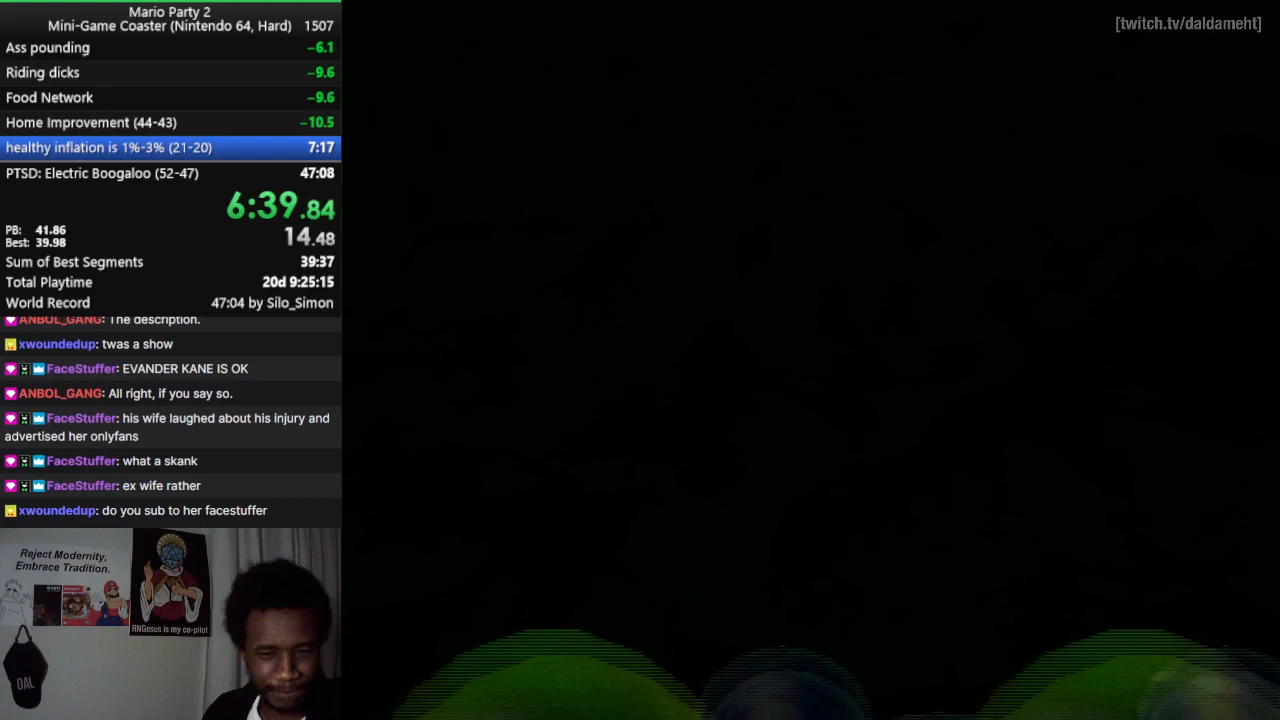 Mario Party 2
Mini-Game Coaster (Nintendo 64, Hard) 1507
[twitch.tv/daldameht]
Ass pounding −6.1
Riding dicks −9.6
Food Network −9.6
Home Improvement (44-43) −10.5
healthy inflation is 1%-3% (21-20) 7:17
PTSD: Electric Boogaloo (52-47) 47:08
6:39.84
PB: 41.86
Best: 39.98
14.48
Sum of Best Segments 39:37
Total Playtime 20d 9:25:15
World Record 47:04 by Silo_Simon
ANBOL_GANG: The description.
xwoundedup: twas a show
FaceStuffer: EVANDER KANE IS OK
ANBOL_GANG: All right, if you say so.
FaceStuffer: his wife laughed about his injury and
advertised her onlyfans
FaceStuffer: what a skank
FaceStuffer: ex wife rather
xwoundedup: do you sub to her facestuffer
Reject Modernity,
Embrace Tradition.
RNGesus is my co-pilot
DAL